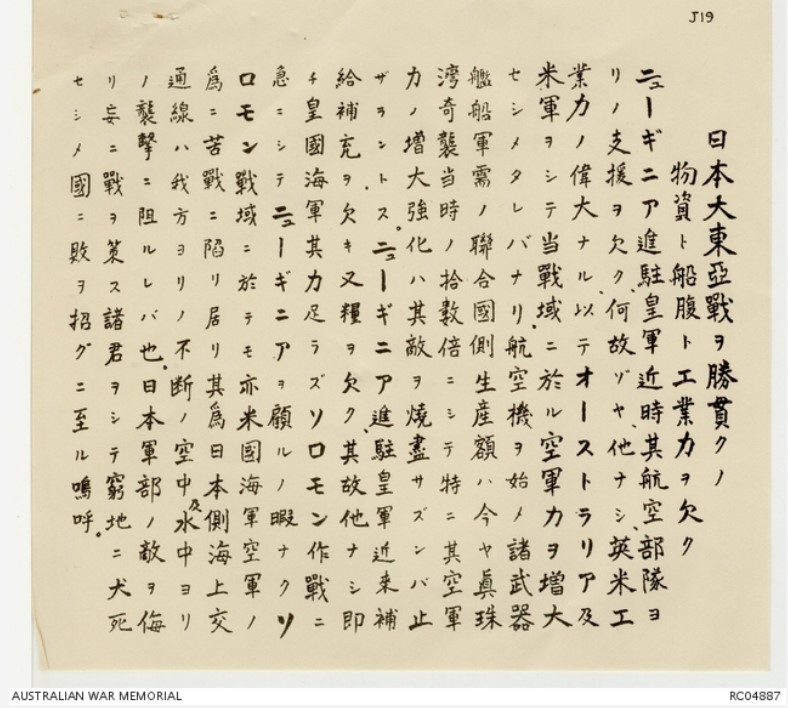 J19
日本大東亞戰ヲ勝貫クノ
物資ト船腹ト工業力ヲ欠ク
ニューギニア進駐皇軍近時其航空部隊ヲ
リノ支援ヲ欠ク、何故ゾヤ、他ナシ、英米工
業力ノ偉大ナル、以テオーストラリア及
米軍ヲシテ当戰域ニ於ル空軍力ヲ増大
セシメタレバナリ、航空機ヲ始メ諸武器
艦船軍需ノ聯合國側生産額ハ今ヤ眞珠
湾奇襲当時ノ拾数倍ニシテ特ニ其空軍
力ノ増大強化ハ其敵ヲ燒盡サズンバ止
ザラントス。ニューギニア進駐皇軍近来補
給補充ヲ欠キ又糧ヲ欠ク、其故他ナシ即
チ皇國海軍其力足ラズソロモン作戰ニ
急ニシテニューギニアヲ顧ルノ暇ナクソ
ロモン戰域ニ於テモ亦米國海軍空軍ノ
為ニ苦戰ニ陥リ居リ其為日本側海上交
通線ハ我方ヨリノ不断ノ空中及水中ヨリ
ノ襲撃ニ阻ルレバ也、日本軍部ノ敵ヲ侮
リ妄ニ戰ヲ策ス諸君ヲシテ窮地ニ犬死
セシメ國ニ敗ヲ招グニ至ル嗚呼。
AUSTRALIAN WAR MEMORIAL
RC04887